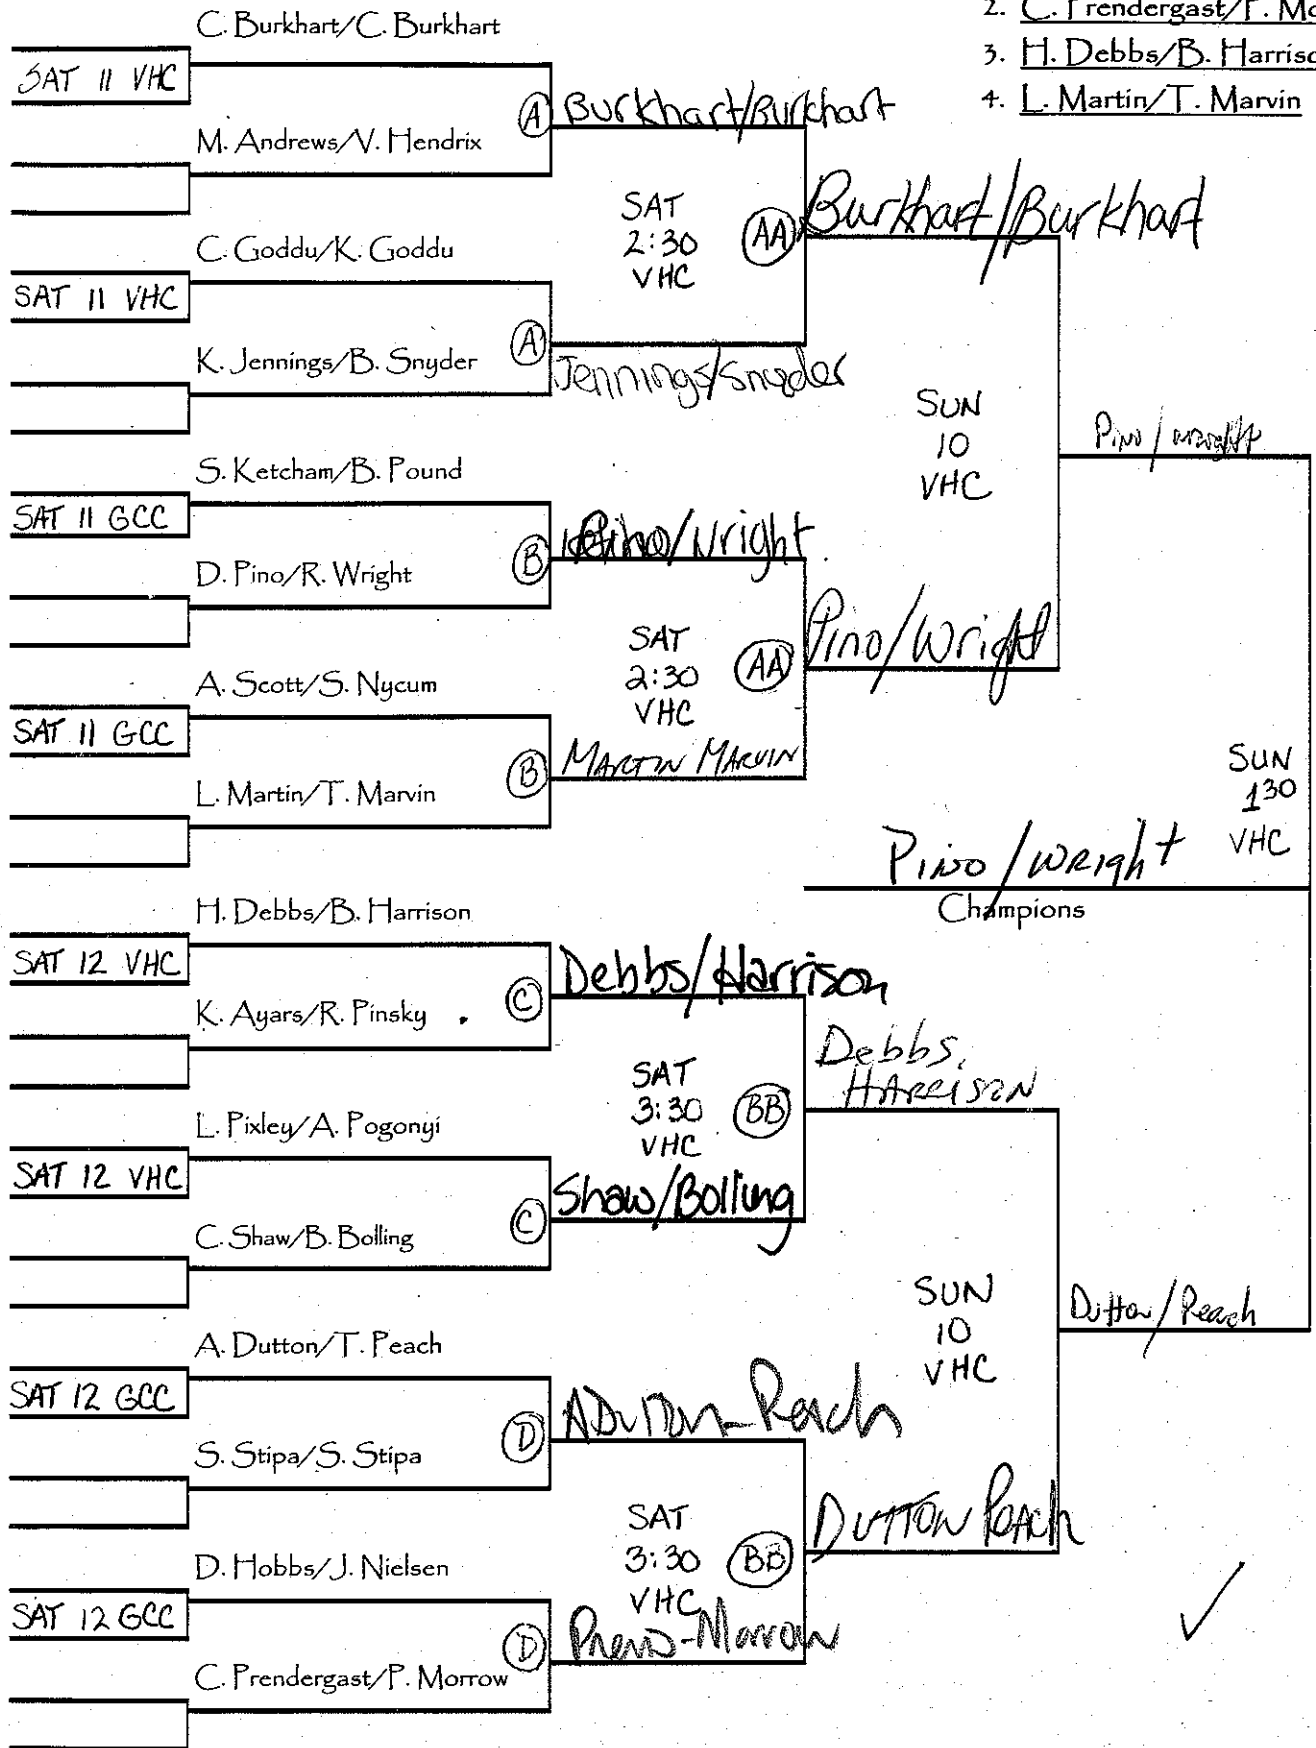 C. Burkhart/C. Burkhart
2. C. Prendergast/P. Mo
SAT 11 VHC
3. H. Debbs/B. Harriso
A Burkhart/Burkhart
4. L. Martin/T. Marvin
M. Andrews/V. Hendrix
SAT
2:30
VHC
AA Burkhart/Burkhart
C. Goddu/K. Goddu
SAT 11 VHC
K. Jennings/B. Snyder
A
Jennings/Snyder
SUN
10
VHC
Pino/Wright
S. Ketcham/B. Pound
SAT 11 GCC
B Pino/Wright
D. Pino/R. Wright
SAT
2:30
VHC
AA Pino/Wright
A. Scott/S. Nycum
SAT 11 GCC
B MARTIN MARVIN
L. Martin/T. Marvin
SUN
1 30
VHC
Pino/Wright
Champions
H. Debbs/B. Harrison
SAT 12 VHC
C Debbs/Harrison
K. Ayars/R. Pinsky
SAT
3:30
VHC
BB Debbs,
HARRISON
L. Pixley/A. Pogonyi
SAT 12 VHC
Shaw/Bolling
C. Shaw/B. Bolling
C
SUN
10
VHC
Dutton/Peach
A. Dutton/T. Peach
SAT 12 GCC
D ADutton-Peach
S. Stipa/S. Stipa
SAT
3:30
VHC
BB DUTTON PEACh
D. Hobbs/J. Nielsen
SAT 12 GCC
D
-Morrow
C. Prendergast/P. Morrow